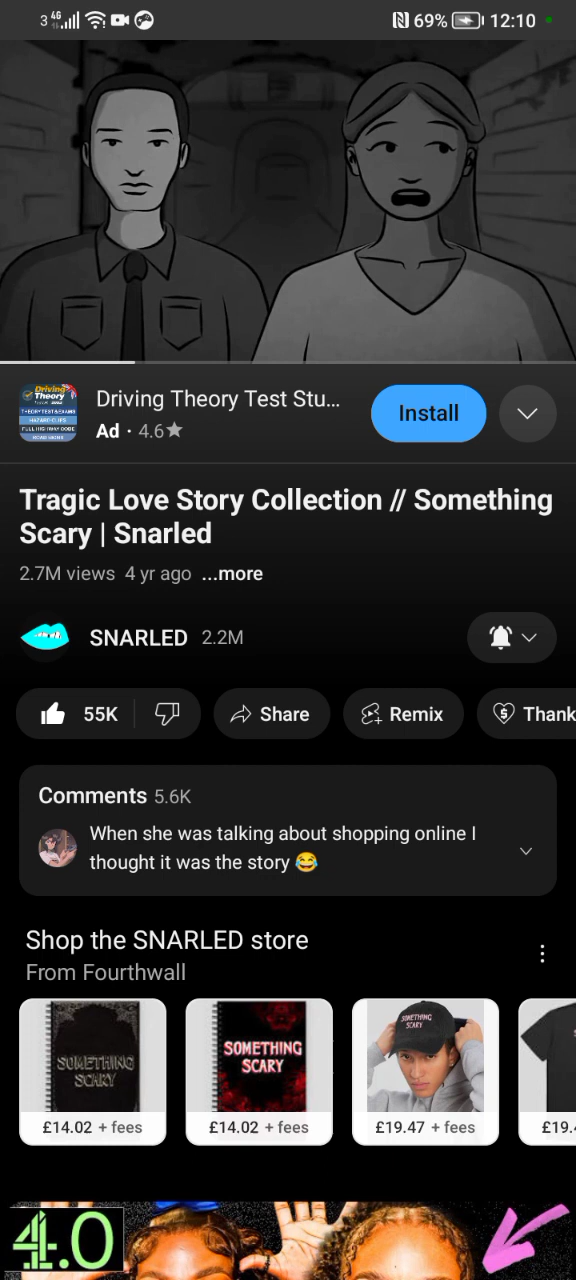 3 4G 69% 12:10
Driving Theory Test Stu...
Install
Ad · 4.6★
Tragic Love Story Collection // Something
Scary | Snarled
2.7M views 4 yr ago ...more
SNARLED 2.2M
55K
Share
Remix
Thank
Comments 5.6K
When she was talking about shopping online I
thought it was the story 😂
Shop the SNARLED store
From Fourthwall
SOMETHING
SCARY
SOMETHING
SCARY
SOMETHING
SCARY
£14.02 + fees
£14.02 + fees
£19.47 + fees
£19.4
4.0